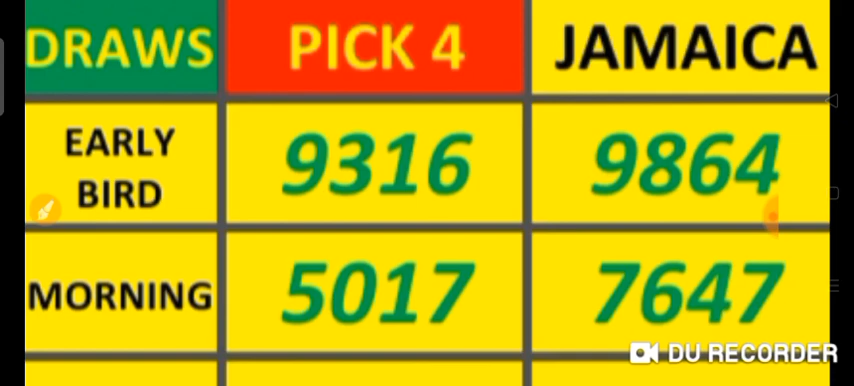 DRAWS PICK 4 JAMAICA
EARLY
BIRD 9316 9864
MORNING 5017 7647
DU RECORDER